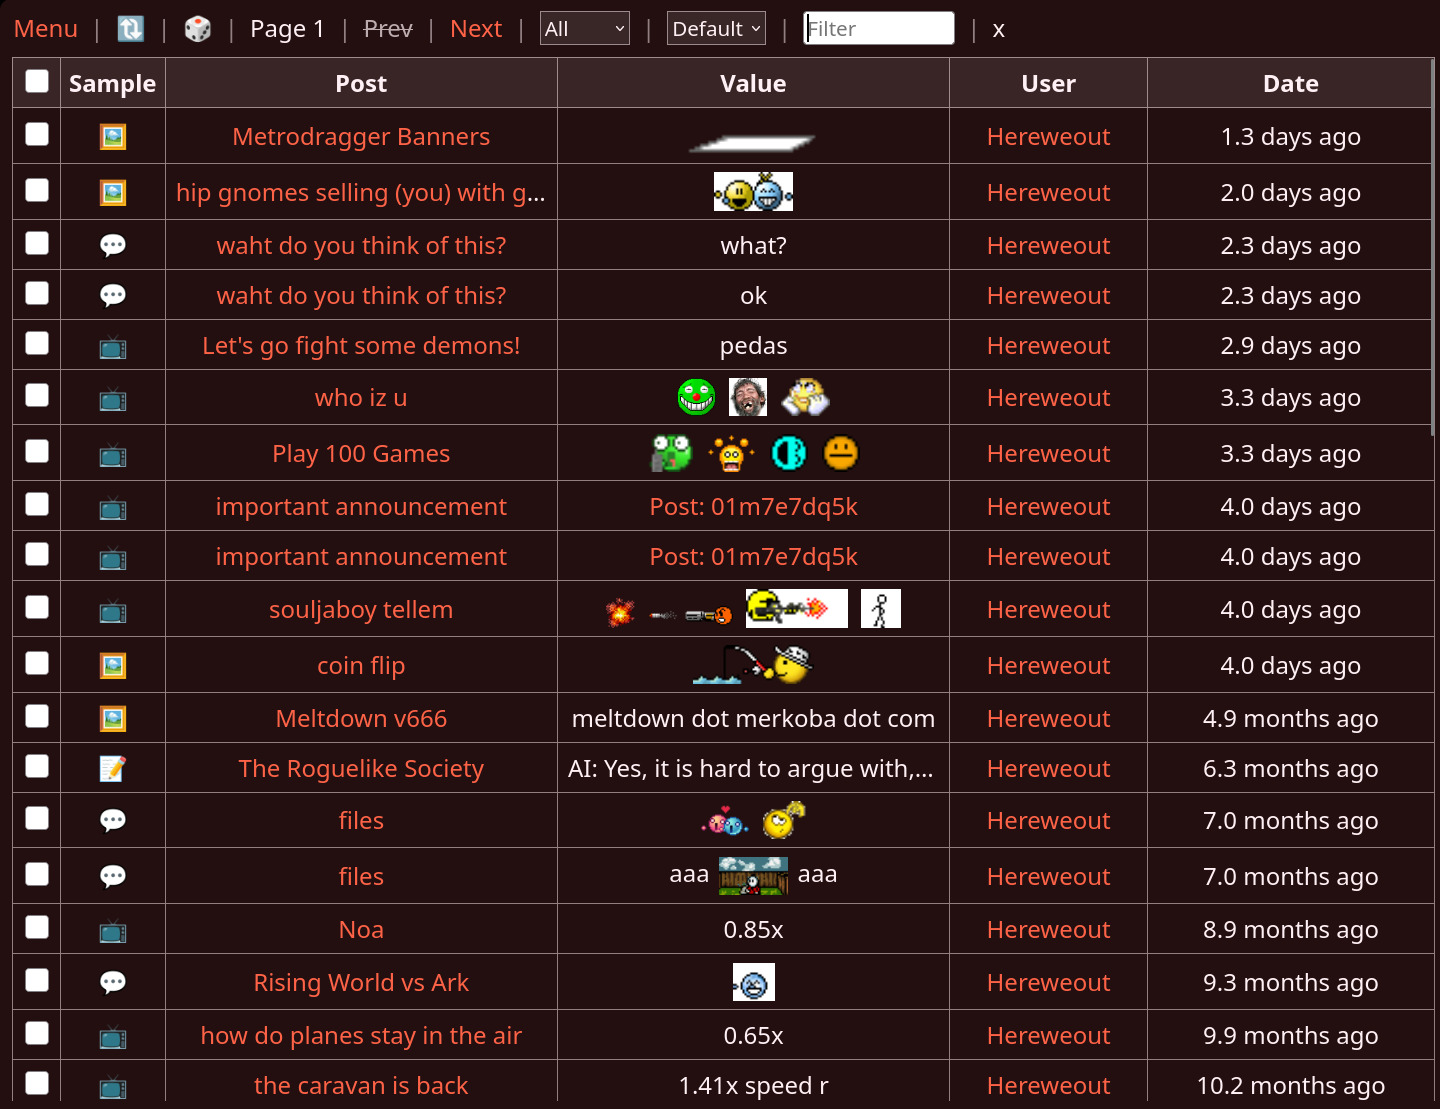 Menu | 🔃 | 🎲 | Page 1 | Prev | Next | All | Default | Filter | x
Sample Post Value User Date
Metrodragger Banners Hereweout 1.3 days ago
hip gnomes selling (you) with g... Hereweout 2.0 days ago
waht do you think of this? what? Hereweout 2.3 days ago
waht do you think of this? ok Hereweout 2.3 days ago
Let's go fight some demons! pedas Hereweout 2.9 days ago
who iz u Hereweout 3.3 days ago
Play 100 Games Hereweout 3.3 days ago
important announcement Post: 01m7e7dq5k Hereweout 4.0 days ago
important announcement Post: 01m7e7dq5k Hereweout 4.0 days ago
souljaboy tellem Hereweout 4.0 days ago
coin flip Hereweout 4.0 days ago
Meltdown v666 meltdown dot merkoba dot com Hereweout 4.9 months ago
The Roguelike Society AI: Yes, it is hard to argue with,... Hereweout 6.3 months ago
files Hereweout 7.0 months ago
files aaa aaa Hereweout 7.0 months ago
Noa 0.85x Hereweout 8.9 months ago
Rising World vs Ark Hereweout 9.3 months ago
how do planes stay in the air 0.65x Hereweout 9.9 months ago
the caravan is back 1.41x speed r Hereweout 10.2 months ago